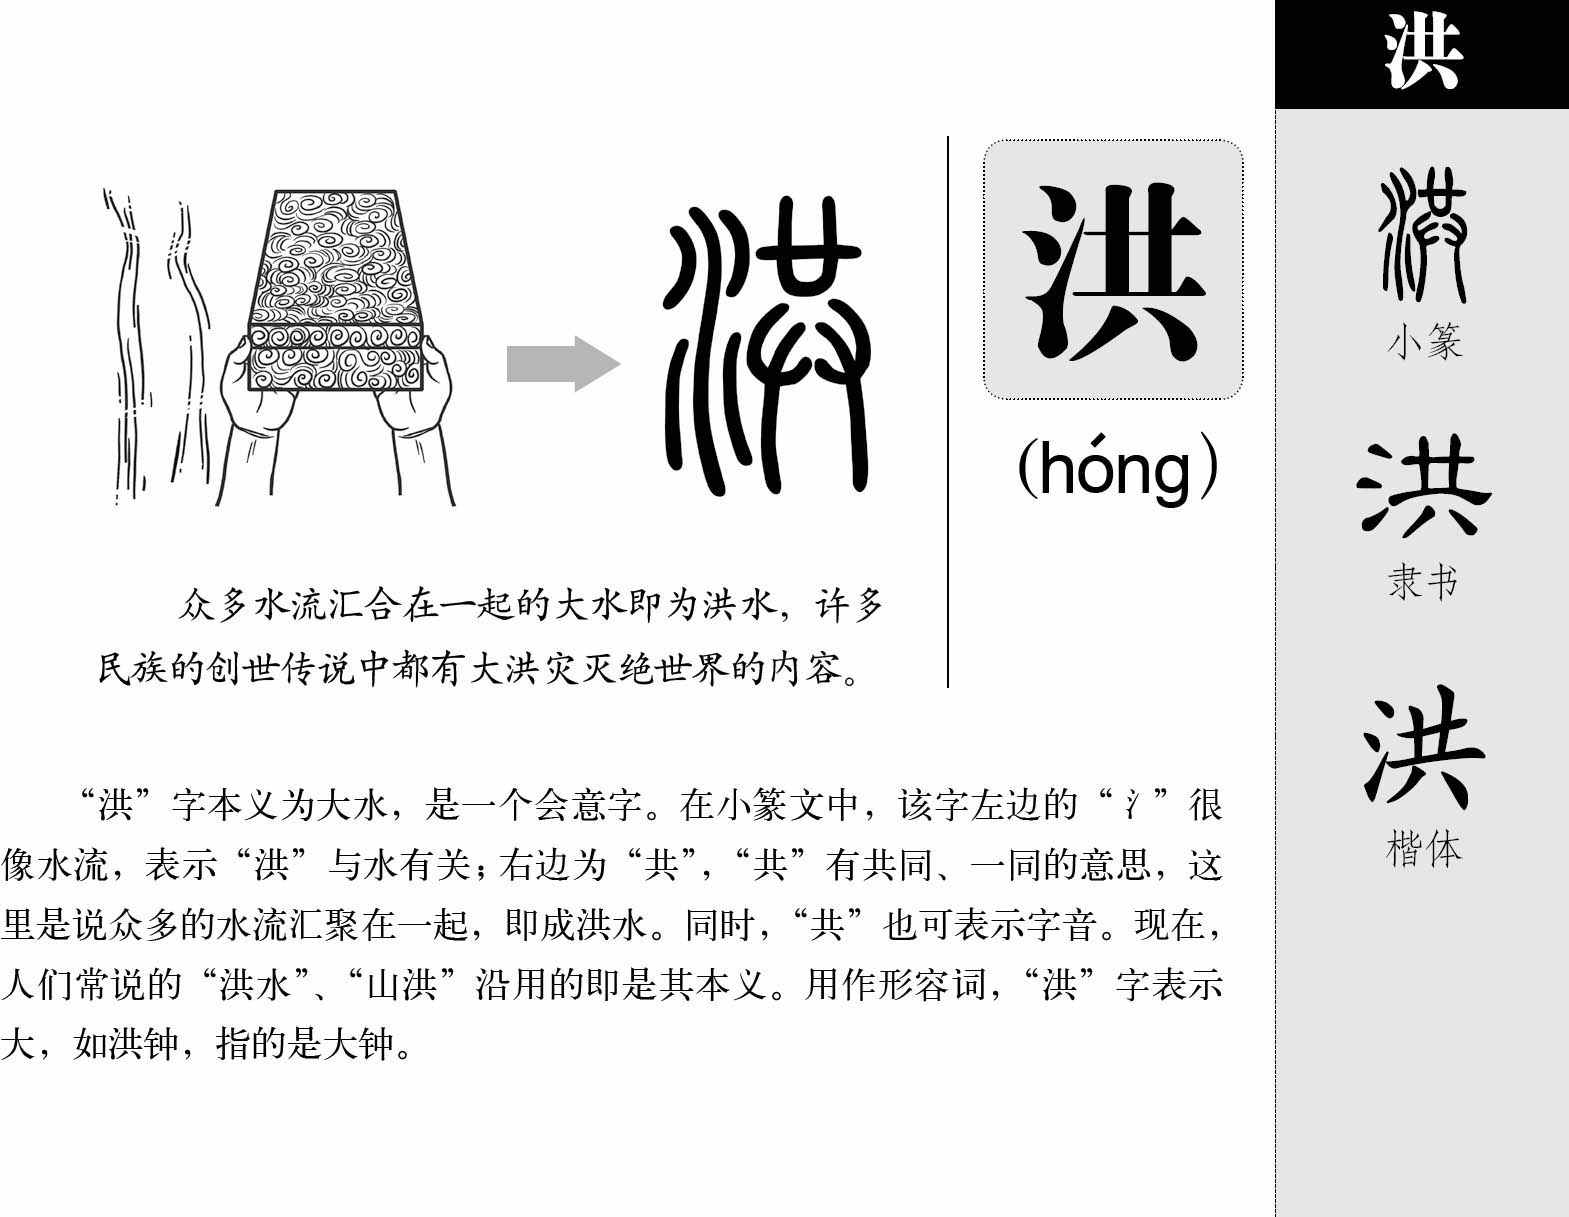 洪
洪
洪
(hóng)
众多水流汇合在一起的大水即为洪水，许多
民族的创世传说中都有大洪灾灭绝世界的内容。
“洪”字本义为大水，是一个会意字。在小篆文中，该字左边的“氵”很
像水流，表示“洪”与水有关；右边为“共”，“共”有共同、一同的意思，这
里是说众多的水流汇聚在一起，即成洪水。同时，“共”也可表示字音。现在，
人们常说的“洪水”、“山洪”沿用的即是其本义。用作形容词，“洪”字表示
大，如洪钟，指的是大钟。
洪
小篆
洪
隶书
洪
楷体